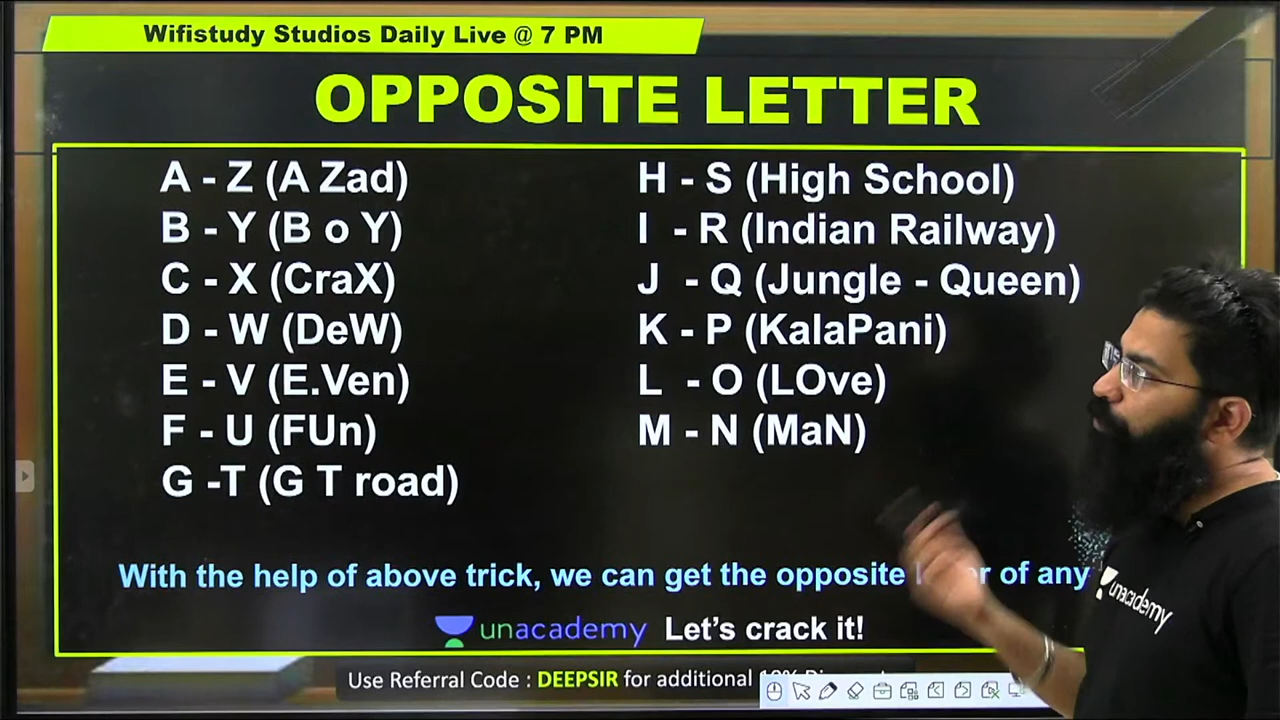 Wifistudy Studios Daily Live @ 7 PM
OPPOSITE LETTER
A - Z (A Zad)
B - Y (B o Y)
C - X (CraX)
D - W (DeW)
E - V (E.Ven)
F - U (FUn)
G -T (G T road)
H - S (High School)
I - R (Indian Railway)
J - Q (Jungle - Queen)
K - P (KalaPani)
L - O (LOve)
M - N (MaN)
With the help of above trick, we can get the opposite of any
unacademy Let's crack it!
unacademy
Use Referral Code : DEEPSIR for additional